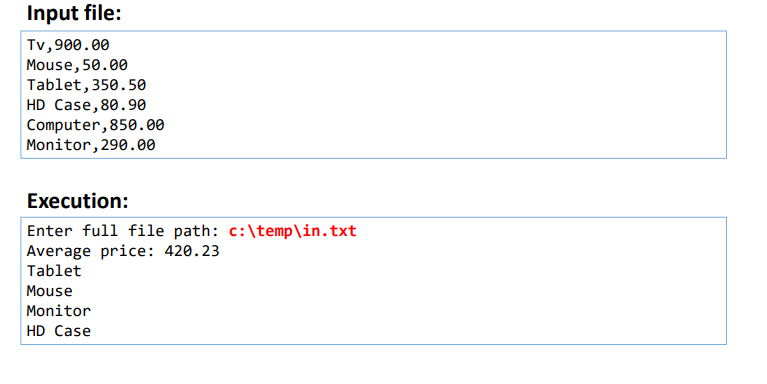 Input file:
Tv,900.00
Mouse,50.00
Tablet,350.50
HD Case,80.90
Computer,850.00
Monitor,290.00
Execution:
Enter full file path: c:\temp\in.txt
Average price: 420.23
Tablet
Mouse
Monitor
HD Case